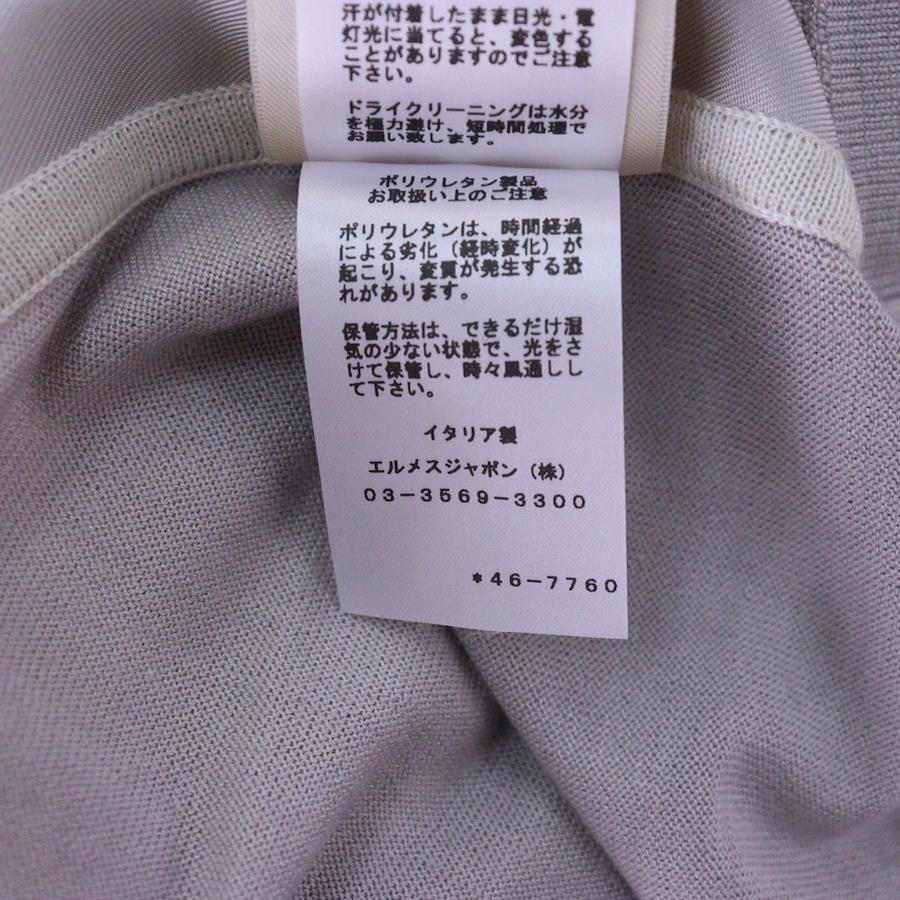 汗が付着したまま日光・電
灯光に当てると、変色する
ことがありますのでご注意
下さい。
ドライクリーニングは水分
を極力避け、短時間処理で
お願い致します。
ポリウレタン製品
お取扱い上のご注意
ポリウレタンは、時間経過
による劣化（経時変化）が
起こり、変質が発生する恐
れがあります。
保管方法は、できるだけ湿
気の少ない状態で、光をさ
けて保管し、時々風通しし
て下さい。
イタリア製
エルメスジャポン（株）
03-3569-3300
*46-7760